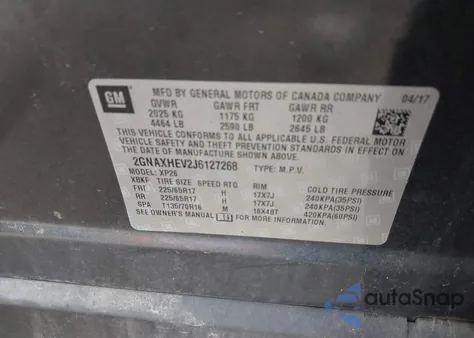 GM
MFD BY GENERAL MOTORS OF CANADA COMPANY 04/17
GVWR GAWR FRT GAWR RR
2025 KG 1175 KG 1200 KG
4464 LB 2590 LB 2645 LB
THIS VEHICLE CONFORMS TO ALL APPLICABLE U.S. FEDERAL MOTOR
VEHICLE SAFETY AND THEFT PREVENTION STANDARDS IN EFFECT ON
THE DATE OF MANUFACTURE SHOWN ABOVE.
2GNAXHEV2J6127268 TYPE: M.P.V.
MODEL: XP26
XBKF TIRE SIZE SPEED RTG RIM COLD TIRE PRESSURE
FRT 225/65R17 H 17X7J 240KPA(35PSI)
RR 225/65R17 H 17X7J 240KPA(35PSI)
SPA T135/70R16 M 16X4BT 420KPA(60PSI)
SEE OWNER'S MANUAL FOR MORE INFORMATION.
autoSnap